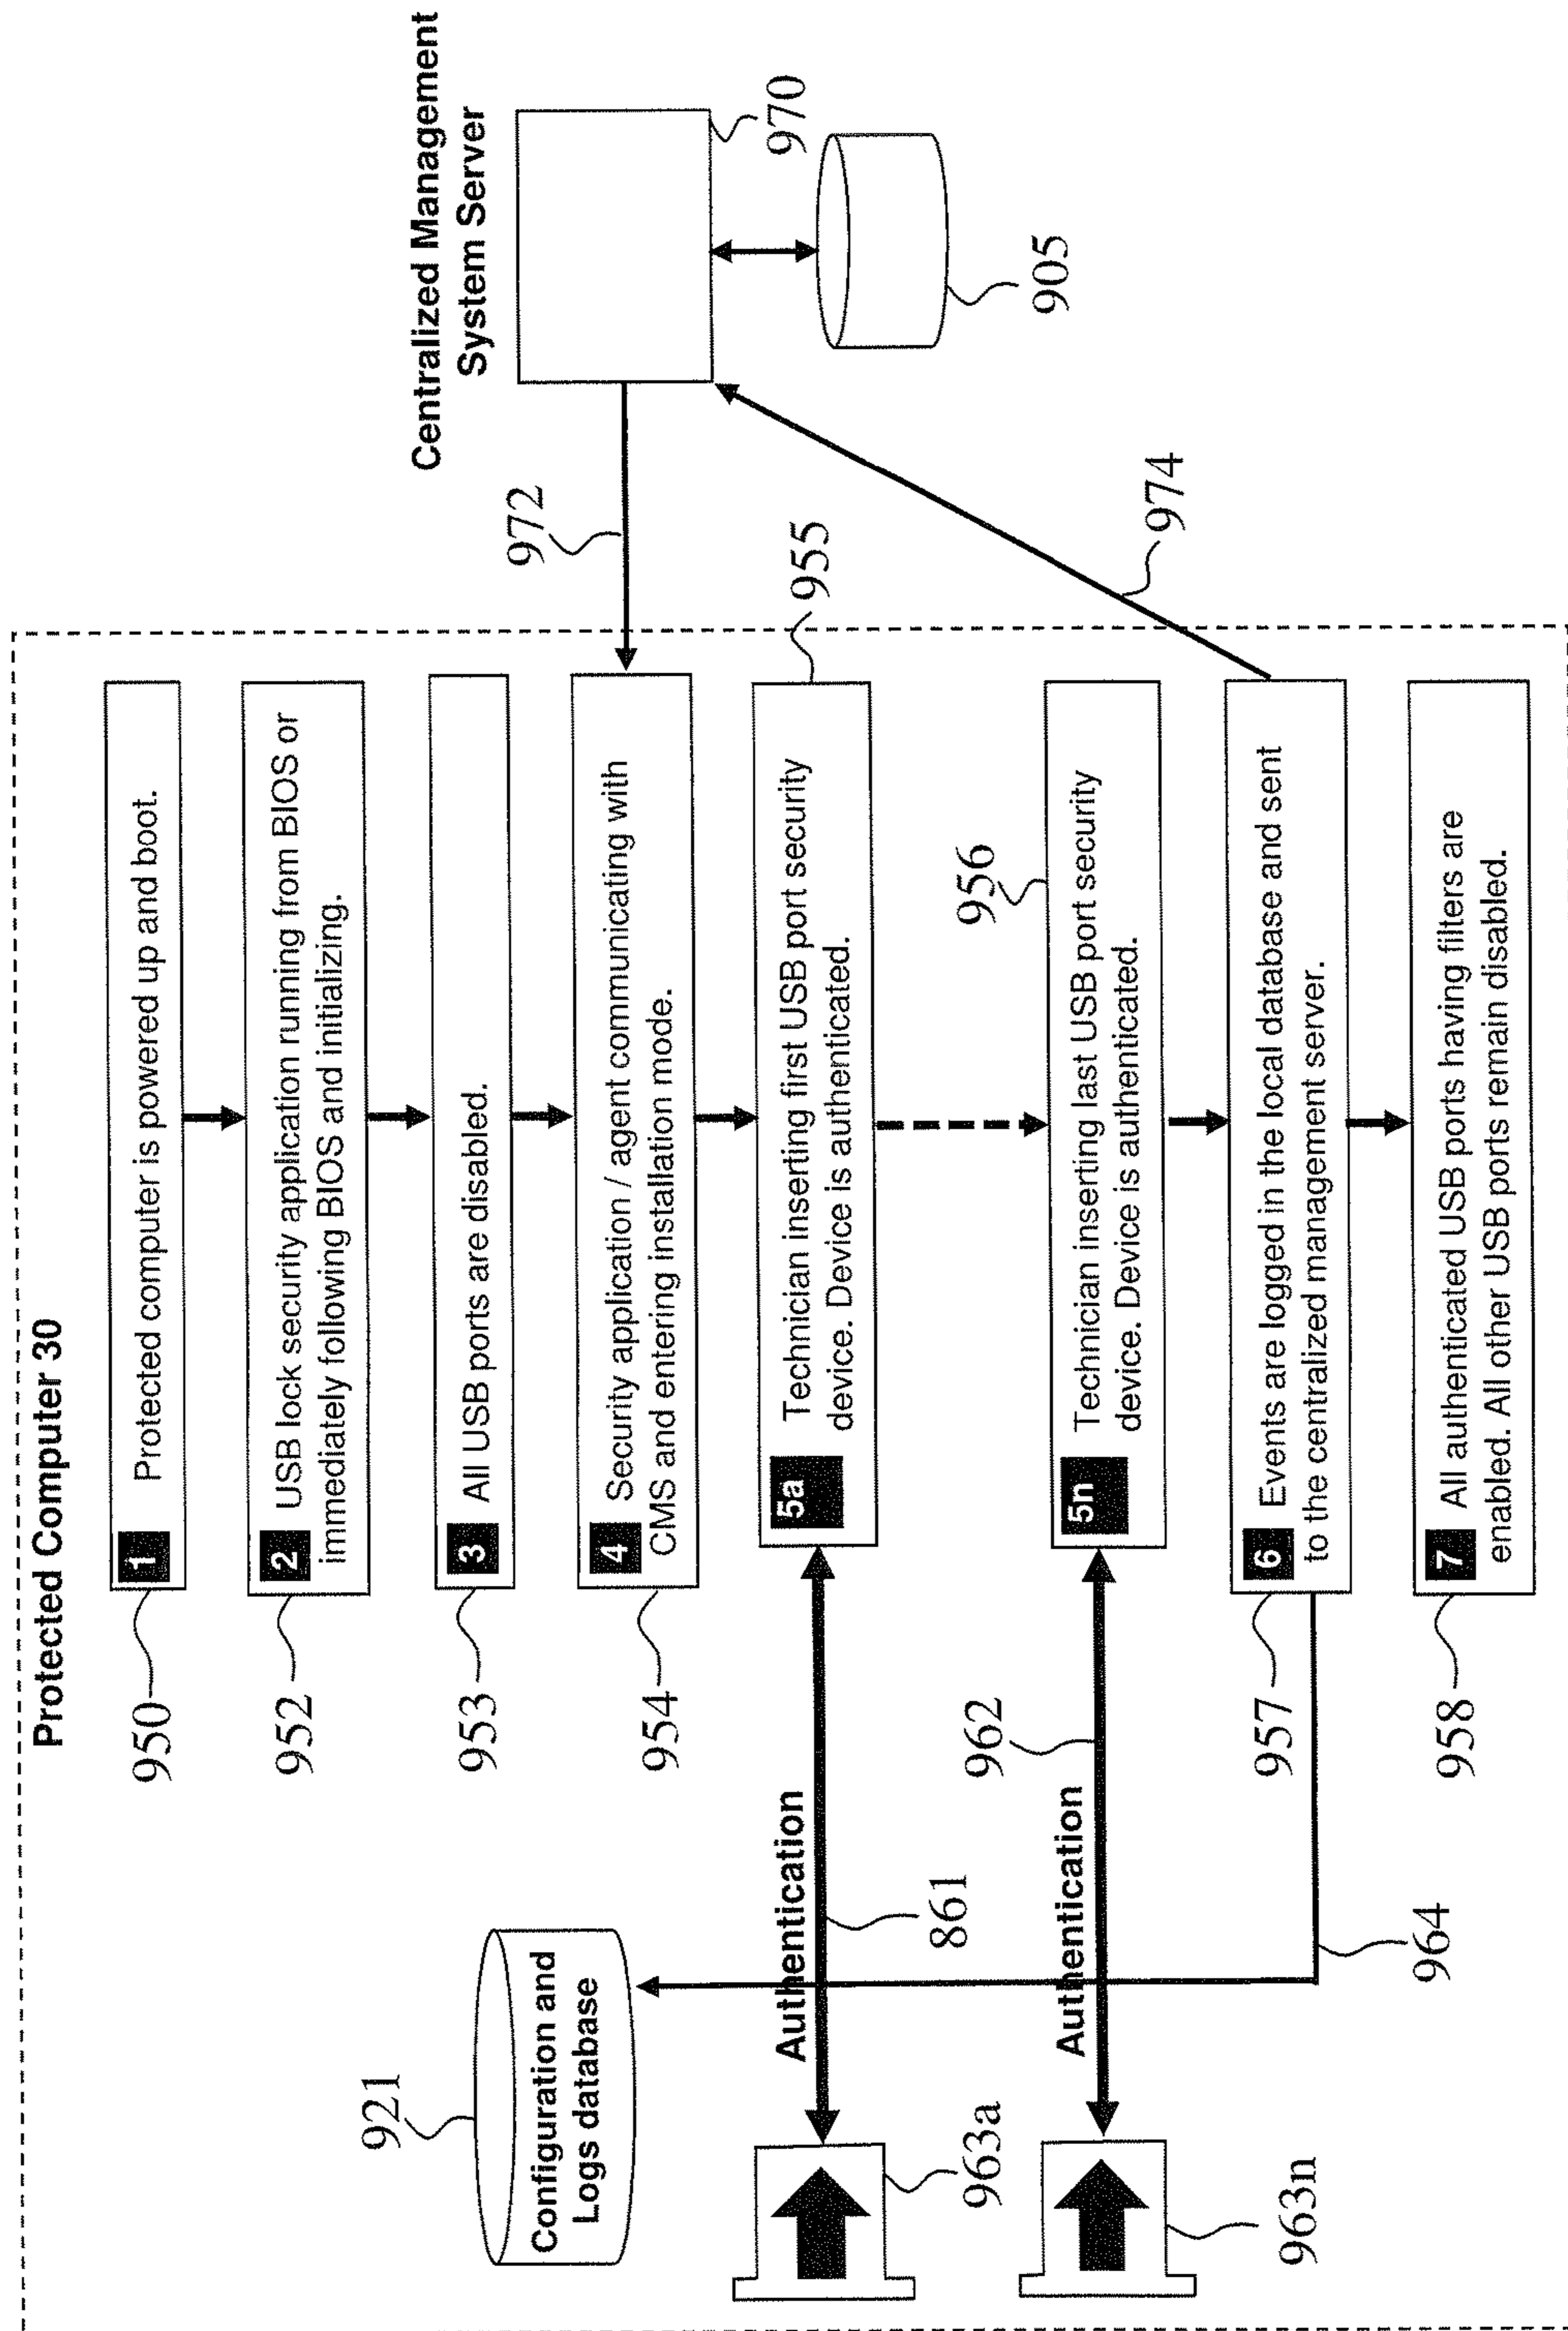 Protected Computer 30
Centralized Management
System Server
970
905
972
974
950
1 Protected computer is powered up and boot.
952
2 USB lock security application running from BIOS or
immediately following BIOS and initializing.
953
3 All USB ports are disabled.
954
4 Security application / agent communicating with
CMS and entering installation mode.
955
5a Technician inserting first USB port security
device. Device is authenticated.
956
5n Technician inserting last USB port security
device. Device is authenticated.
957
6 Events are logged in the local database and sent
to the centralized management server.
958
7 All authenticated USB ports having filters are
enabled. All other USB ports remain disabled.
921
Configuration and
Logs database
Authentication
861
963a
Authentication
962
963n
964